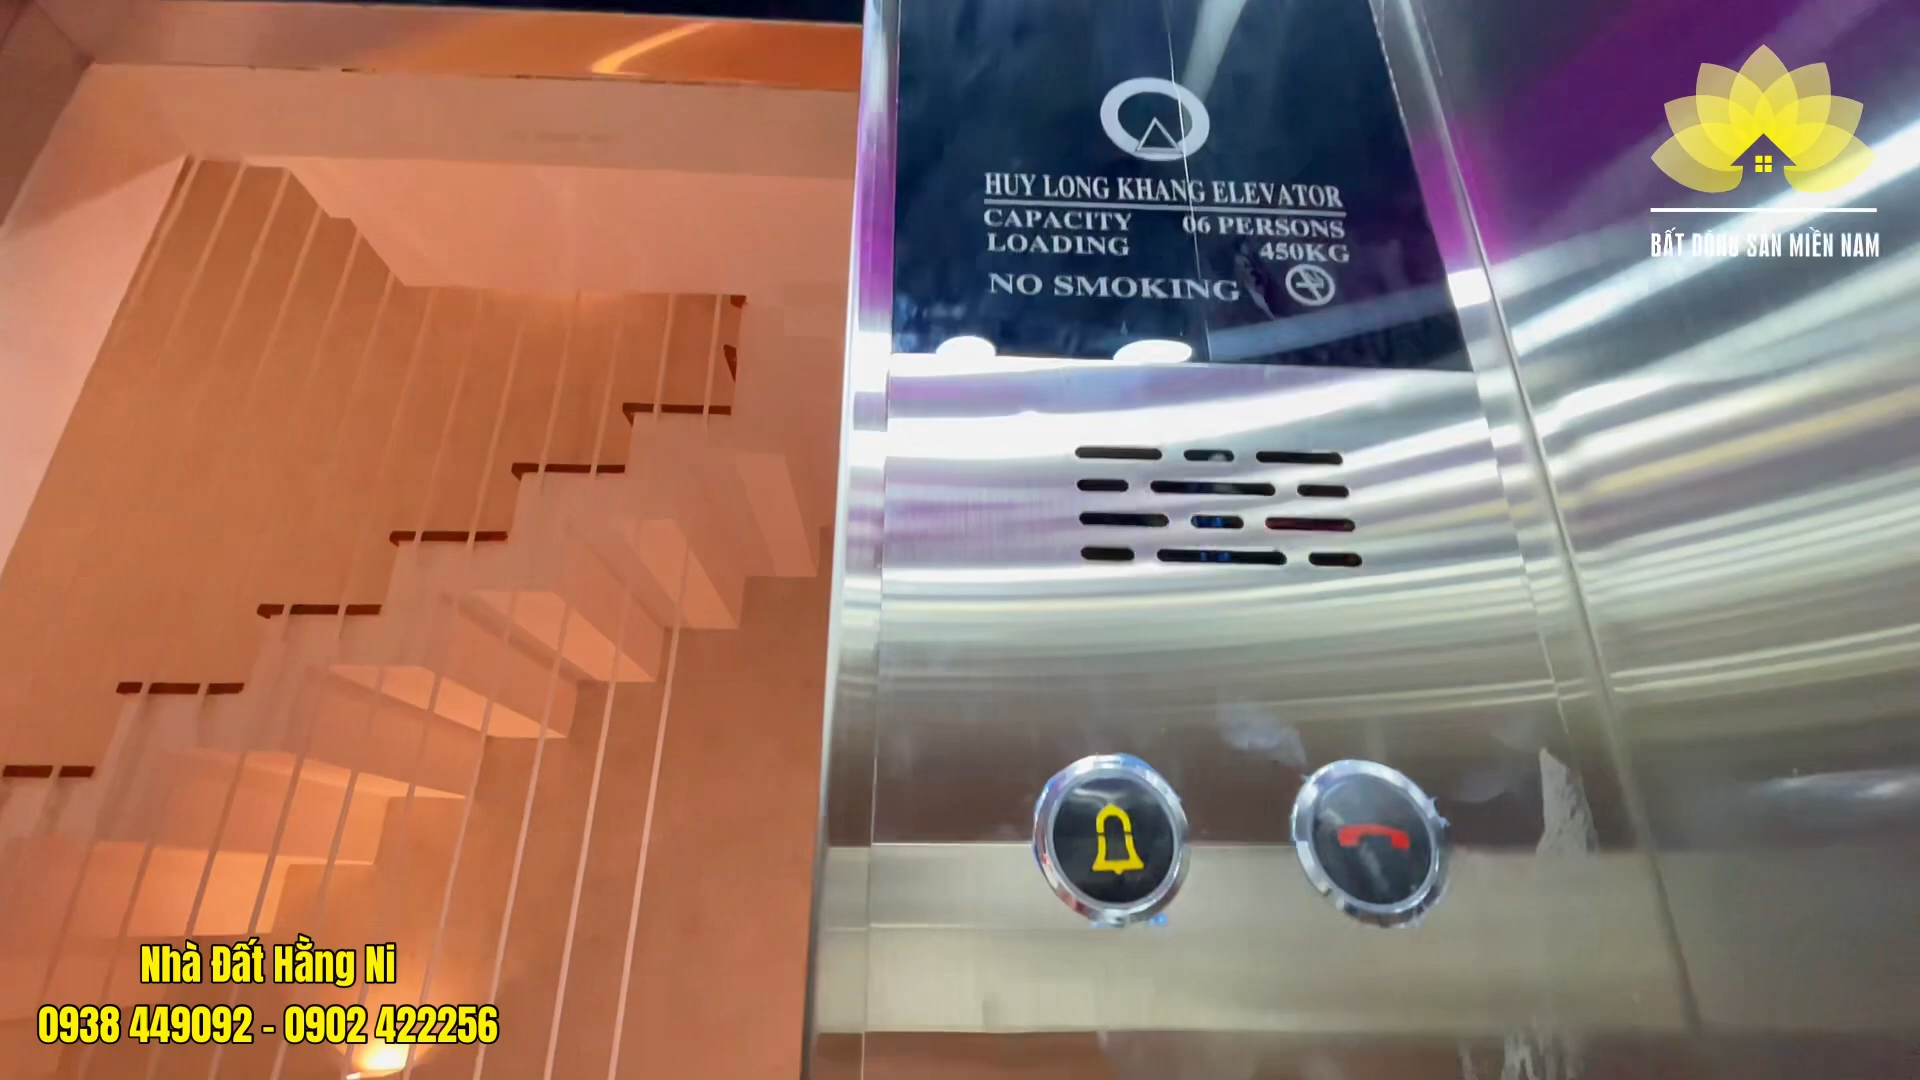 HUY LONG KHANG ELEVATOR
CAPACITY 06 PERSONS
LOADING 450KG
NO SMOKING
BẤT ĐỘNG SẢN MIỀN NAM
Nhà Đất Hằng Ni
0938 449092 - 0902 422256